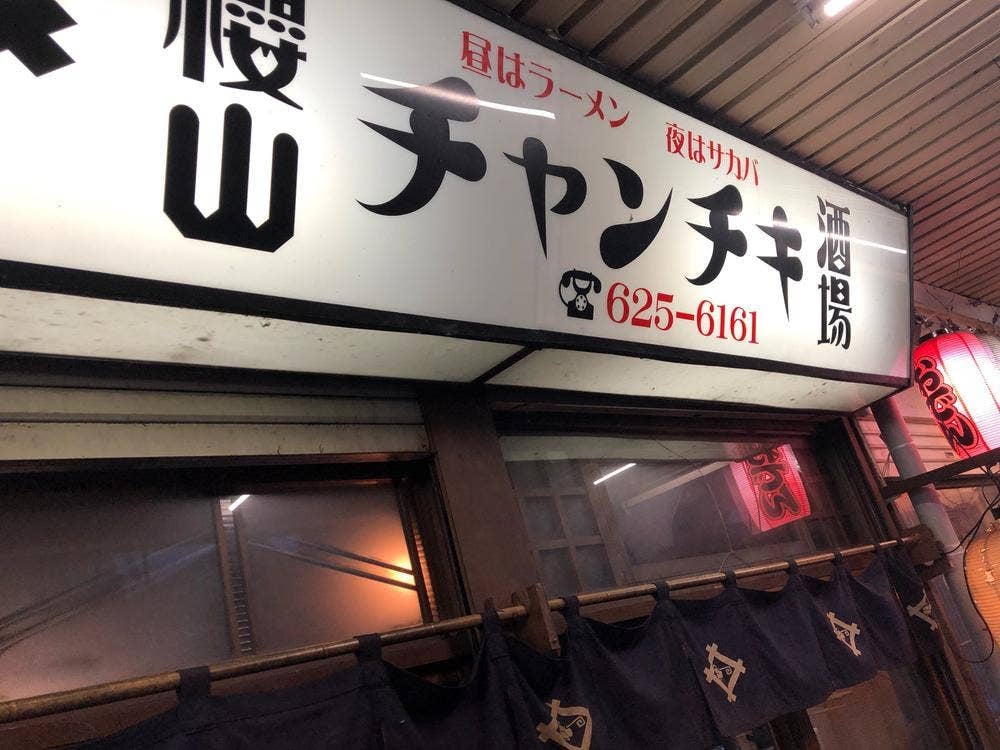 櫻山
昼はラーメン 夜はサカバ
チャンチキ
酒場
625-6161